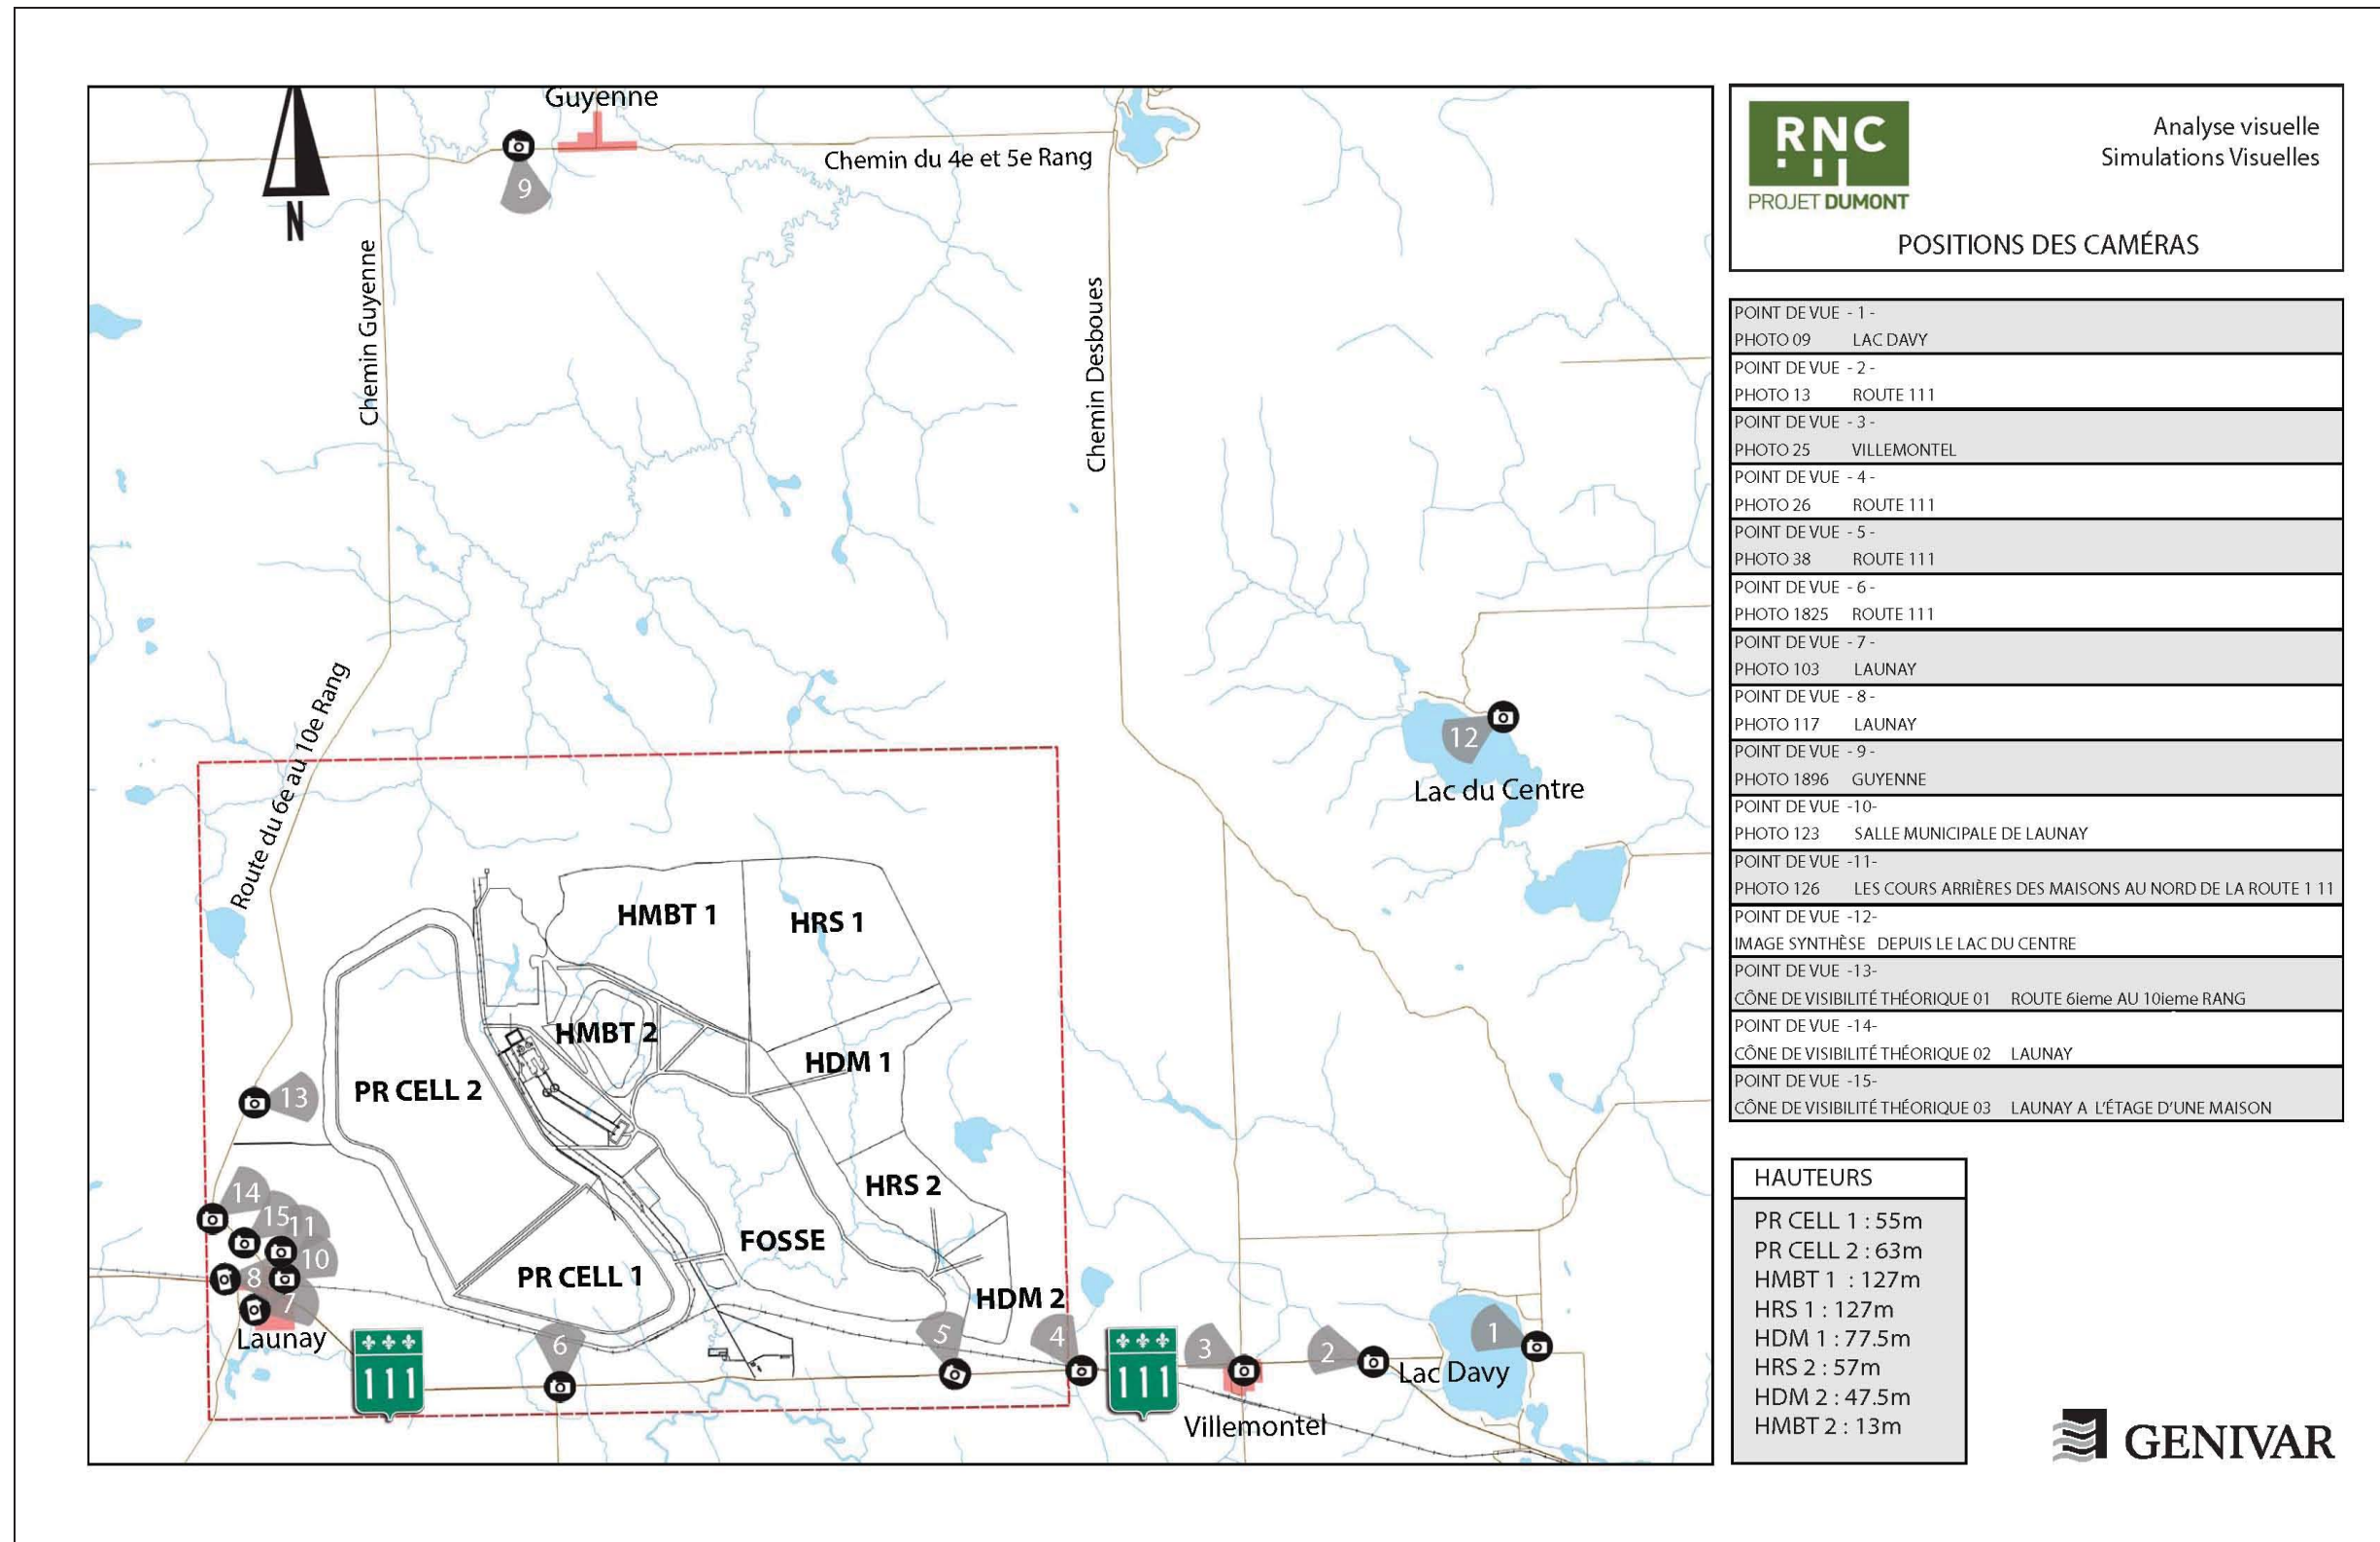 Guyenne
Chemin du 4e et 5e Rang
9
N
Chemin Guyenne
Chemin Desboues
Route du 6e au 10e Rang
12
Lac du Centre
HMBT 1
HRS 1
HMBT 2
HDM 1
PR CELL 2
13
14
15
11
10
8
7
HRS 2
FOSSE
PR CELL 1
HDM 2
Launay
111
6
5
4
111
3
2
1
Lac Davy
Villemontel
RNC
PROJET DUMONT
Analyse visuelle
Simulations Visuelles
POSITIONS DES CAMÉRAS
POINT DE VUE - 1 -
PHOTO 09 LAC DAVY
POINT DE VUE - 2 -
PHOTO 13 ROUTE 111
POINT DE VUE - 3 -
PHOTO 25 VILLEMONTEL
POINT DE VUE - 4 -
PHOTO 26 ROUTE 111
POINT DE VUE - 5 -
PHOTO 38 ROUTE 111
POINT DE VUE - 6 -
PHOTO 1825 ROUTE 111
POINT DE VUE - 7 -
PHOTO 103 LAUNAY
POINT DE VUE - 8 -
PHOTO 117 LAUNAY
POINT DE VUE - 9 -
PHOTO 1896 GUYENNE
POINT DE VUE -10-
PHOTO 123 SALLE MUNICIPALE DE LAUNAY
POINT DE VUE -11-
PHOTO 126 LES COURS ARRIÈRES DES MAISONS AU NORD DE LA ROUTE 1 11
POINT DE VUE -12-
IMAGE SYNTHÈSE DEPUIS LE LAC DU CENTRE
POINT DE VUE -13-
CÔNE DE VISIBILITÉ THÉORIQUE 01 ROUTE 6ieme AU 10ieme RANG
POINT DE VUE -14-
CÔNE DE VISIBILITÉ THÉORIQUE 02 LAUNAY
POINT DE VUE -15-
CÔNE DE VISIBILITÉ THÉORIQUE 03 LAUNAY A L'ÉTAGE D'UNE MAISON
HAUTEURS
PR CELL 1 : 55m
PR CELL 2 : 63m
HMBT 1 : 127m
HRS 1 : 127m
HDM 1 : 77.5m
HRS 2 : 57m
HDM 2 : 47.5m
HMBT 2 : 13m
GENIVAR